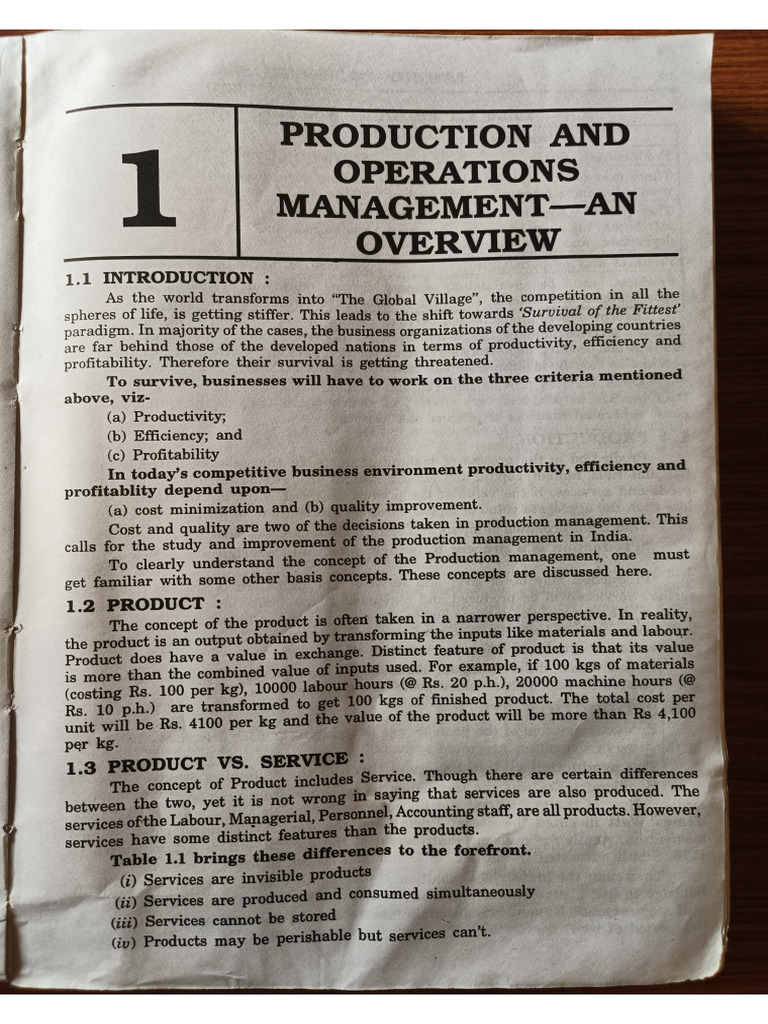 1
PRODUCTION AND
OPERATIONS
MANAGEMENT—AN
OVERVIEW
1.1 INTRODUCTION :
As the world transforms into "The Global Village", the competition in all the
spheres of life, is getting stiffer. This leads to the shift towards 'Survival of the Fittest'
paradigm. In majority of the cases, the business organizations of the developing countries
are far behind those of the developed nations in terms of productivity, efficiency and
profitability. Therefore their survival is getting threatened.
To survive, businesses will have to work on the three criteria mentioned
above, viz-
(a) Productivity;
(b) Efficiency; and
(c) Profitability
In today's competitive business environment productivity, efficiency and
profitablity depend upon—
(a) cost minimization and (b) quality improvement.
Cost and quality are two of the decisions taken in production management. This
calls for the study and improvement of the production management in India.
To clearly understand the concept of the Production management, one must
get familiar with some other basis concepts. These concepts are discussed here.
1.2 PRODUCT :
The concept of the product is often taken in a narrower perspective. In reality,
the product is an output obtained by transforming the inputs like materials and labour.
Product does have a value in exchange. Distinct feature of product is that its value
is more than the combined value of inputs used. For example, if 100 kgs of materials
(costing Rs. 100 per kg), 10000 labour hours (@ Rs. 20 p.h.), 20000 machine hours (@
Rs. 10 p.h.) are transformed to get 100 kgs of finished product. The total cost per
unit will be Rs. 4100 per kg and the value of the product will be more than Rs 4,100
per kg.
1.3 PRODUCT VS. SERVICE :
The concept of Product includes Service. Though there are certain differences
between the two, yet it is not wrong in saying that services are also produced. The
services of the Labour, Managerial, Personnel, Accounting staff, are all products. However,
services have some distinct features than the products.
Table 1.1 brings these differences to the forefront.
(i) Services are invisible products
(ii) Services are produced and consumed simultaneously
(iii) Services cannot be stored
(iv) Products may be perishable but services can't.